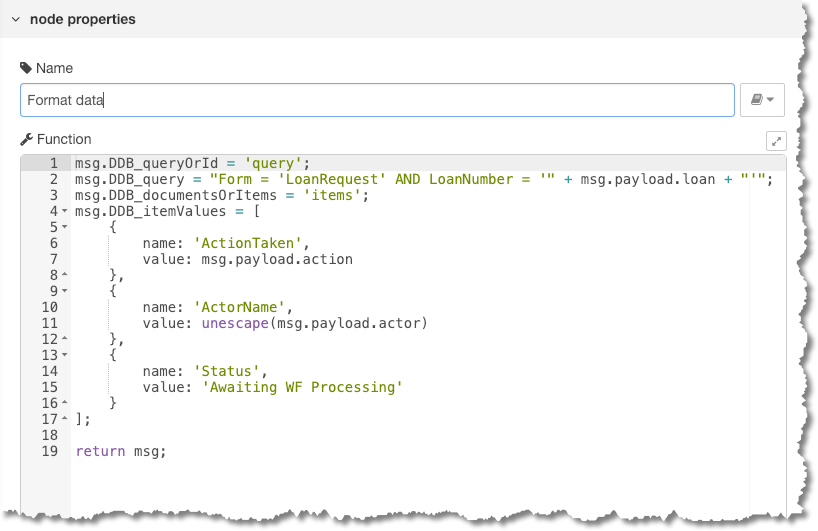 node properties
Name
Format data
Function
1 msg.DDB_queryOrId = 'query';
2 msg.DDB_query = "Form = 'LoanRequest' AND LoanNumber = '" + msg.payload.loan + "'";
3 msg.DDB_documentsOrItems = 'items';
4 msg.DDB_itemValues = [
5     {
6         name: 'ActionTaken',
7         value: msg.payload.action
8     },
9     {
10         name: 'ActorName',
11         value: unescape(msg.payload.actor)
12     },
13     {
14         name: 'Status',
15         value: 'Awaiting WF Processing'
16     }
17 ];
18
19 return msg;